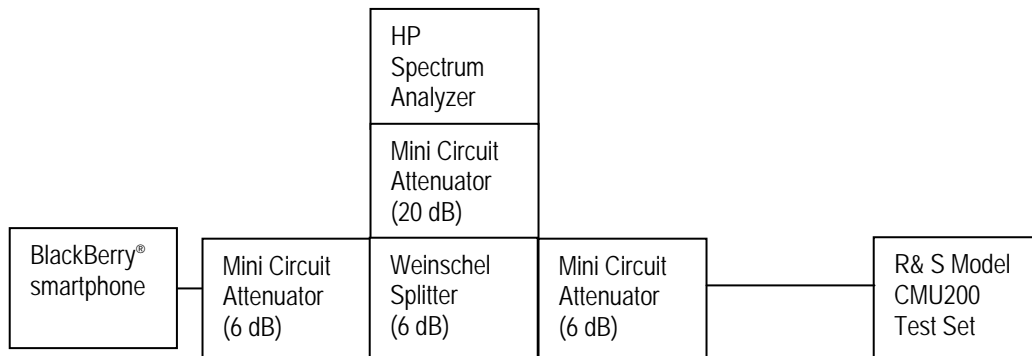 HP
Spectrum
Analyzer
Mini Circuit
Attenuator
(20 dB)
BlackBerry®
smartphone
Mini Circuit
Attenuator
(6 dB)
Weinschel
Splitter
(6 dB)
Mini Circuit
Attenuator
(6 dB)
R& S Model
CMU200
Test Set